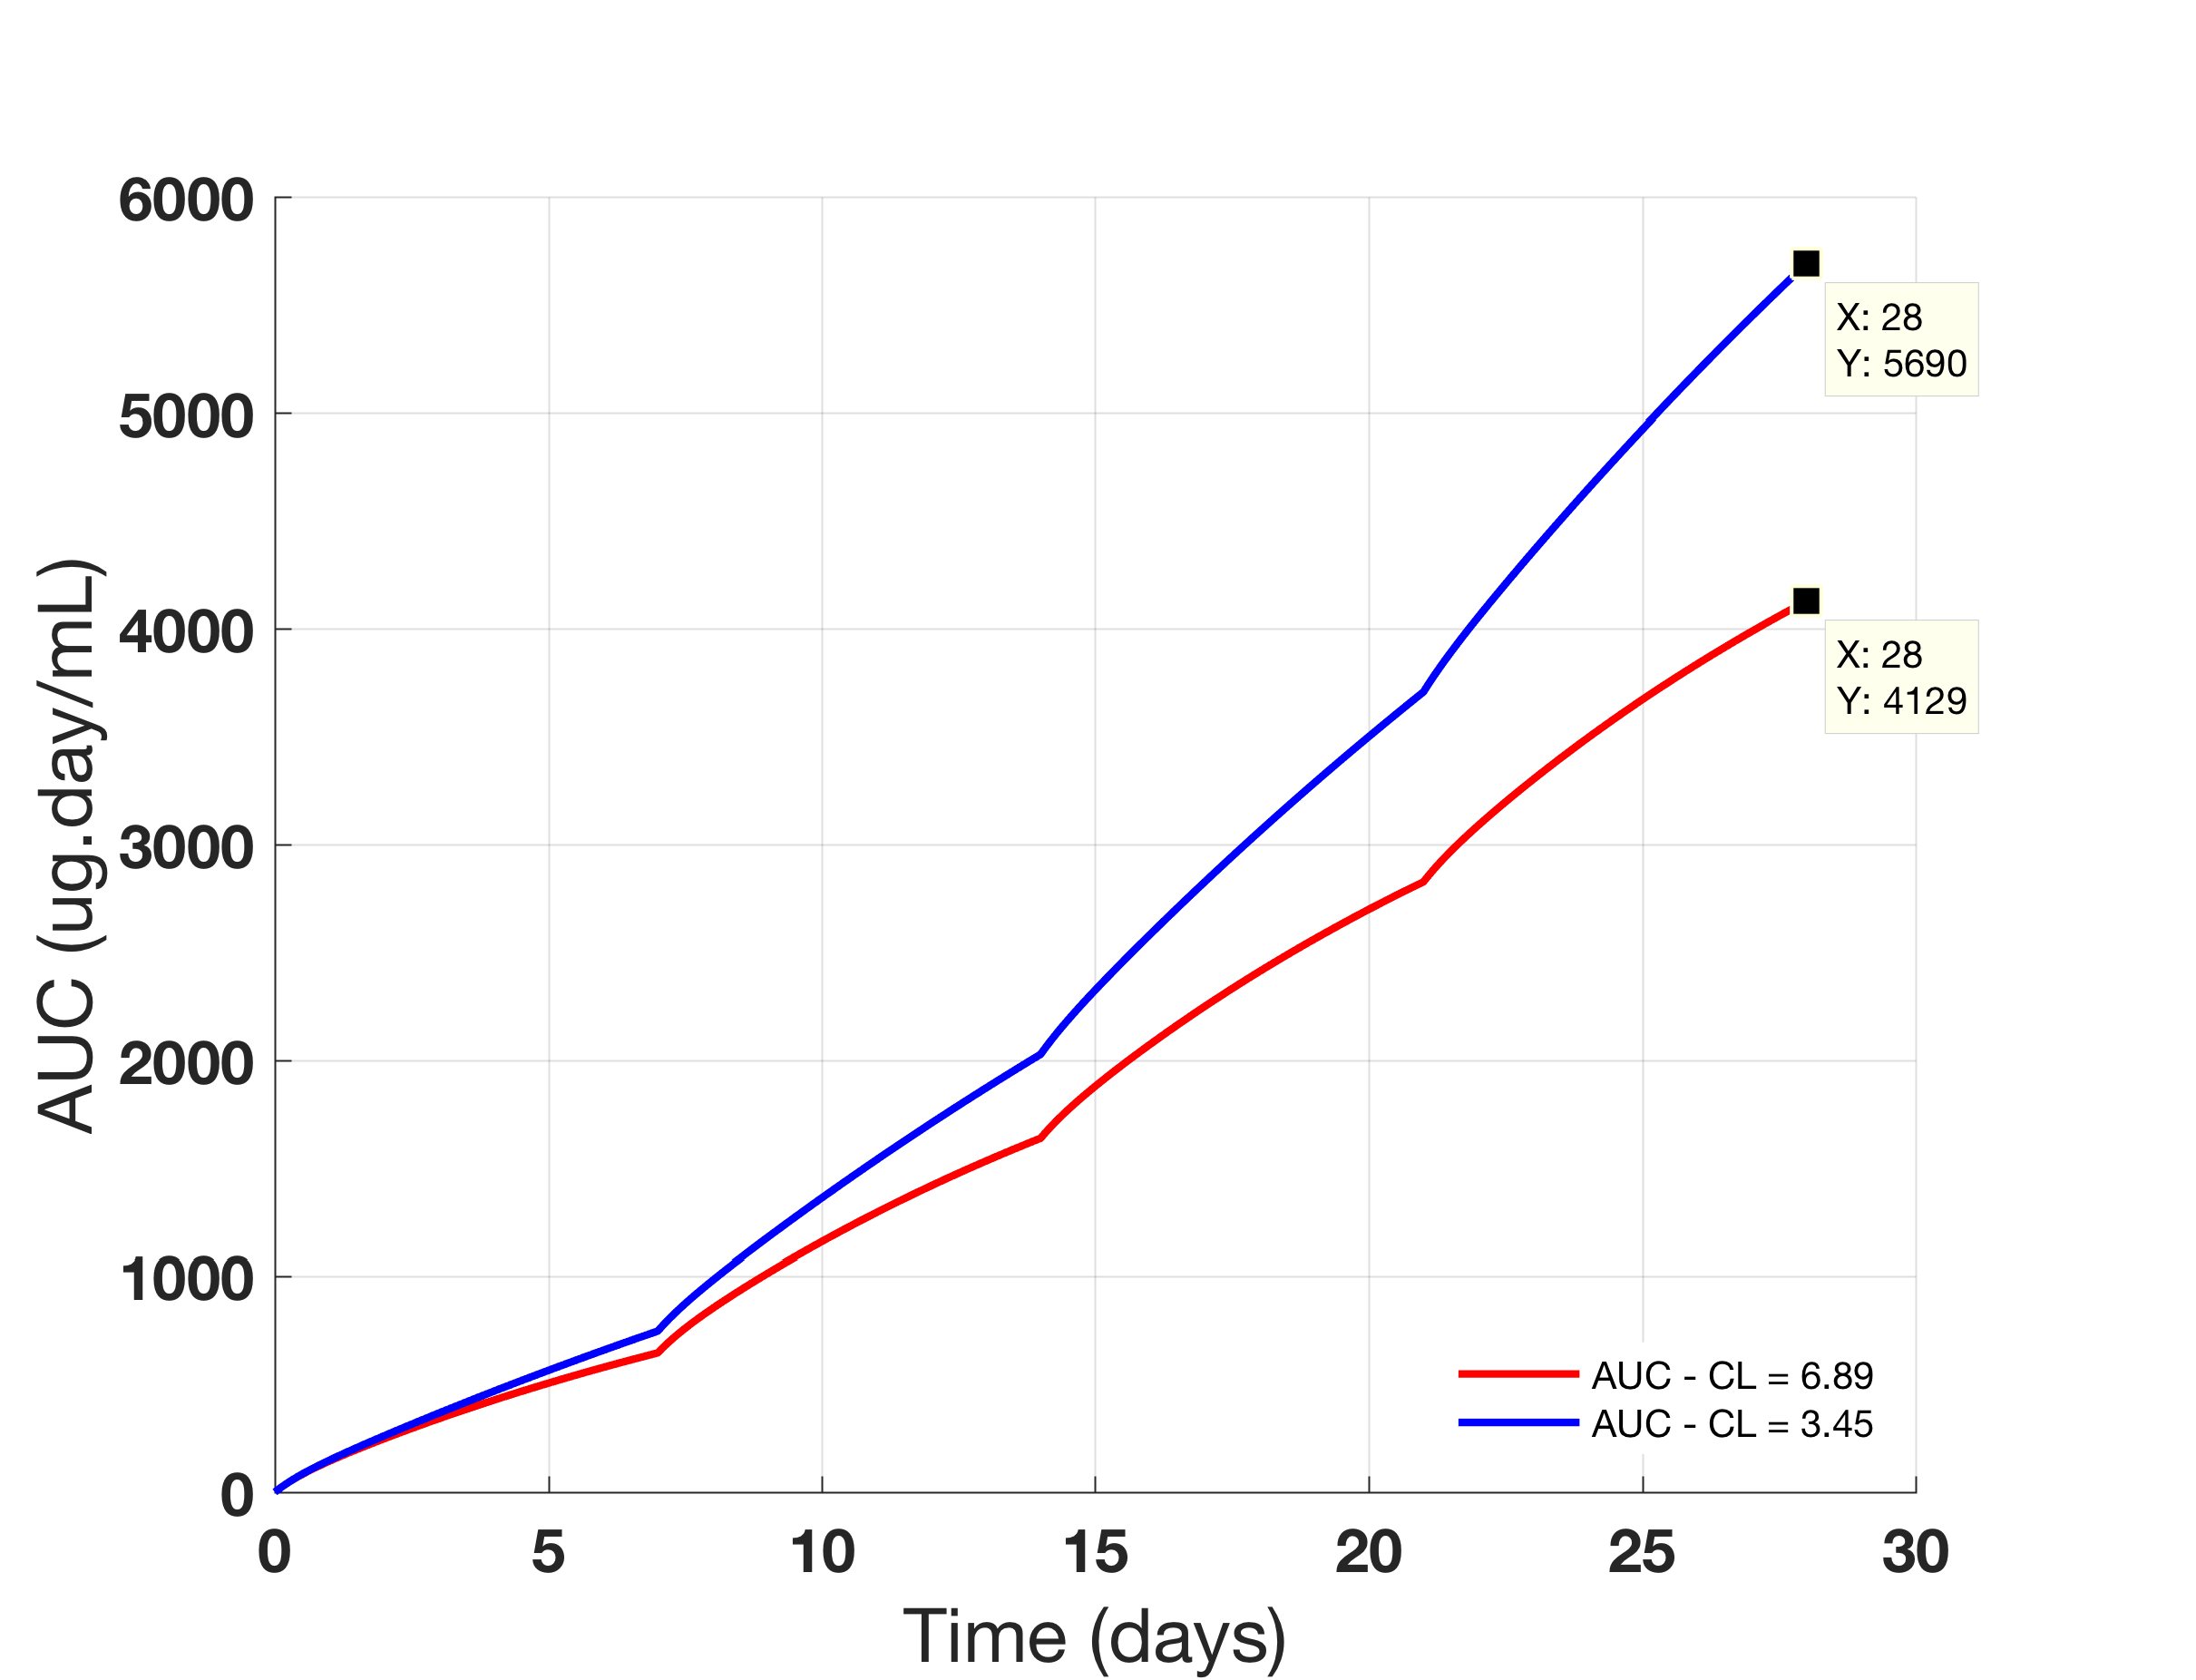 6000
5000
4000
3000
2000
1000
0
0 5 10 15 20 25 30
AUC (ug.day/mL)
Time (days)
X: 28
Y: 5690
X: 28
Y: 4129
AUC - CL = 6.89
AUC - CL = 3.45